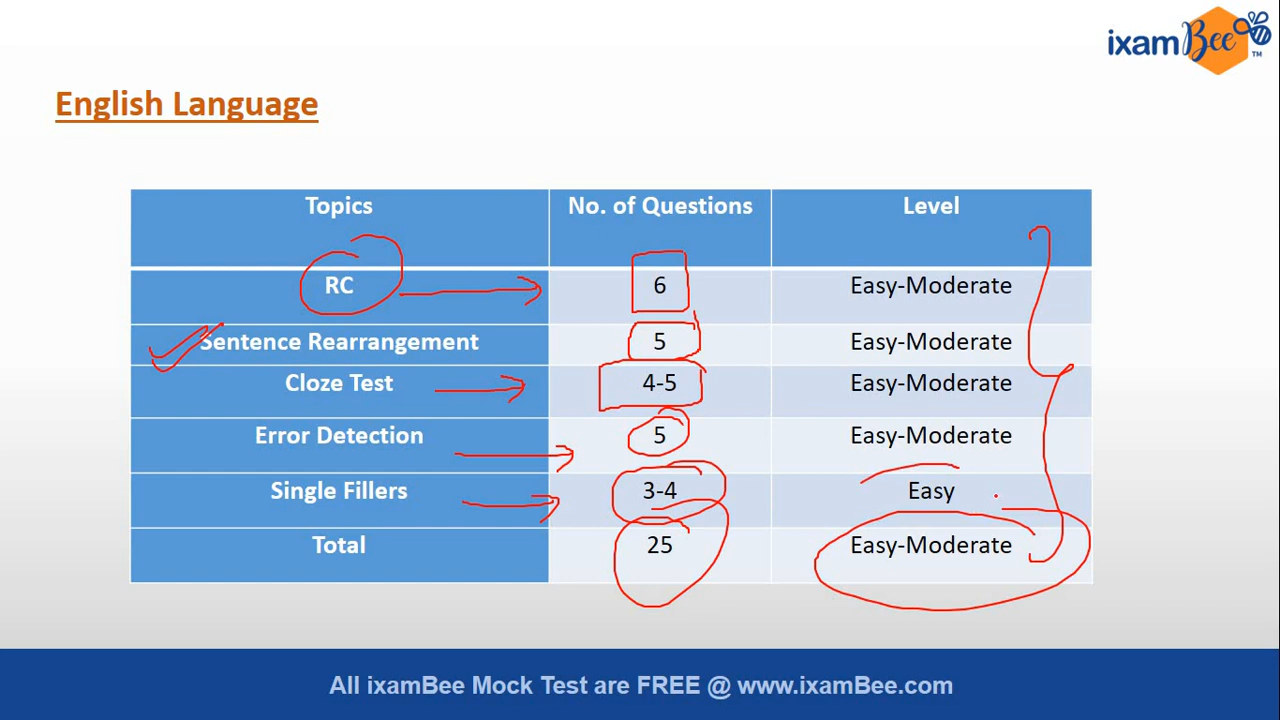 ixamBee
TM
English Language
Topics No. of Questions Level
RC 6 Easy-Moderate
Sentence Rearrangement 5 Easy-Moderate
Cloze Test 4-5 Easy-Moderate
Error Detection 5 Easy-Moderate
Single Fillers 3-4 Easy
Total 25 Easy-Moderate
All ixamBee Mock Test are FREE @ www.ixamBee.com